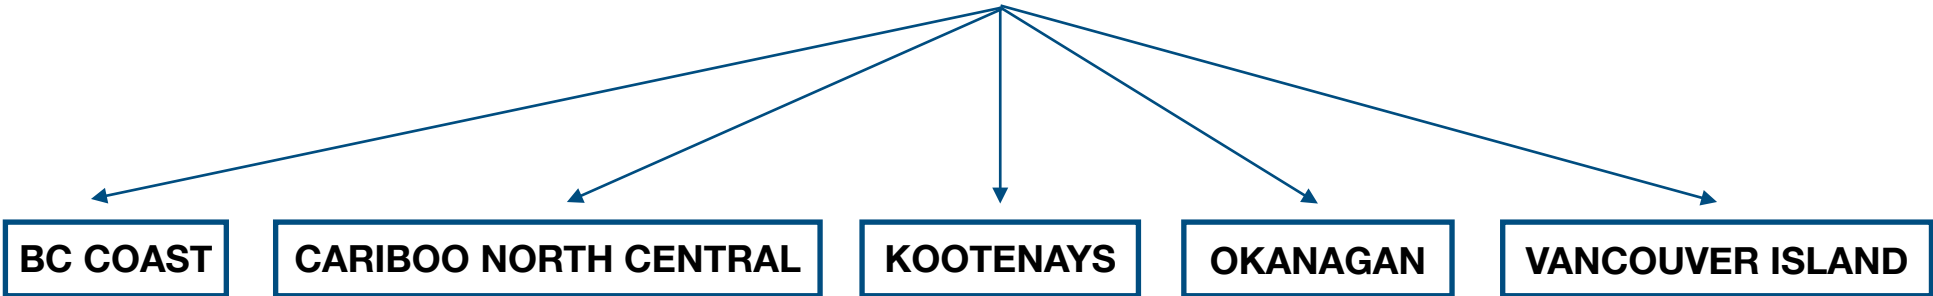 BC COAST
CARIBOO NORTH CENTRAL
KOOTENAYS
OKANAGAN
VANCOUVER ISLAND